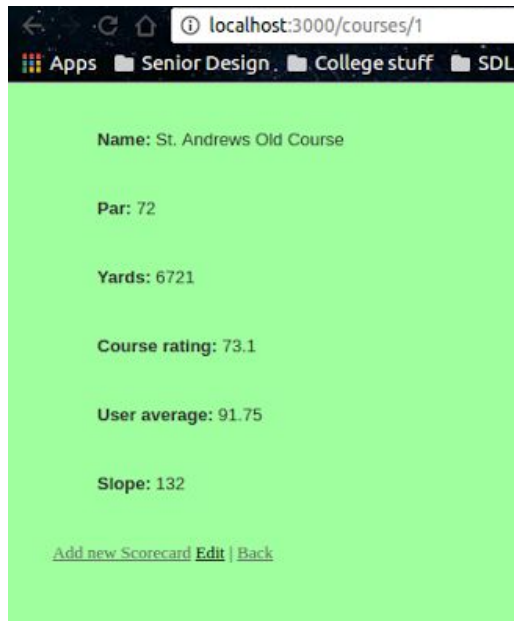 localhost:3000/courses/1
Apps Senior Design . College stuff SDL
Name: St. Andrews Old Course
Par: 72
Yards: 6721
Course rating: 73.1
User average: 91.75
Slope: 132
Add new Scorecard Edit | Back